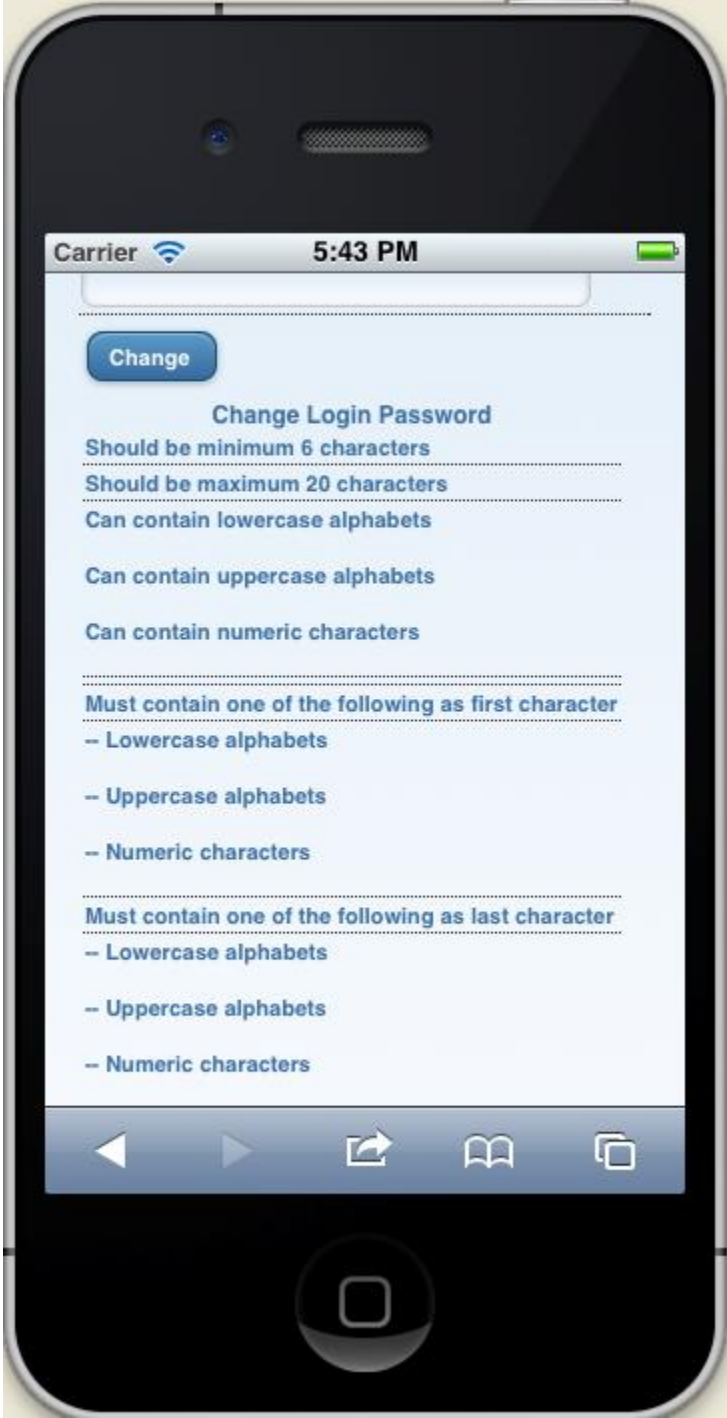 Carrier 5:43 PM
Change
Change Login Password
Should be minimum 6 characters
Should be maximum 20 characters
Can contain lowercase alphabets
Can contain uppercase alphabets
Can contain numeric characters
Must contain one of the following as first character
-- Lowercase alphabets
-- Uppercase alphabets
-- Numeric characters
Must contain one of the following as last character
-- Lowercase alphabets
-- Uppercase alphabets
-- Numeric characters